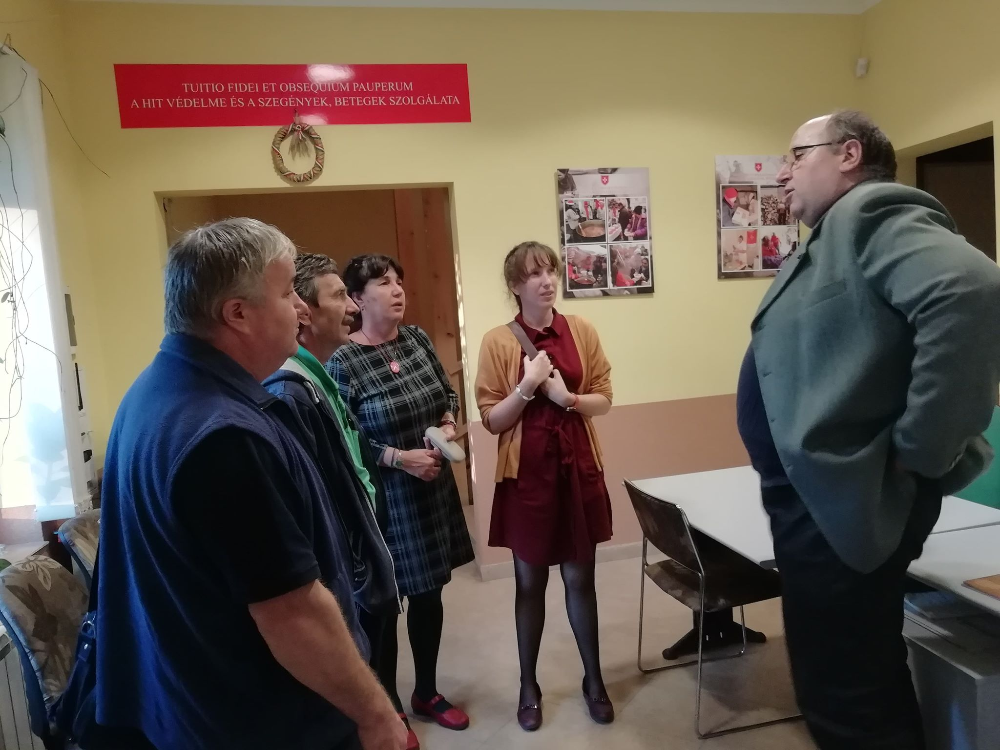 TUITIO FIDEI ET OBSEQUIUM PAUPERUM
A HIT VÉDELME ÉS A SZEGÉNYEK, BETEGEK SZOLGÁLATA